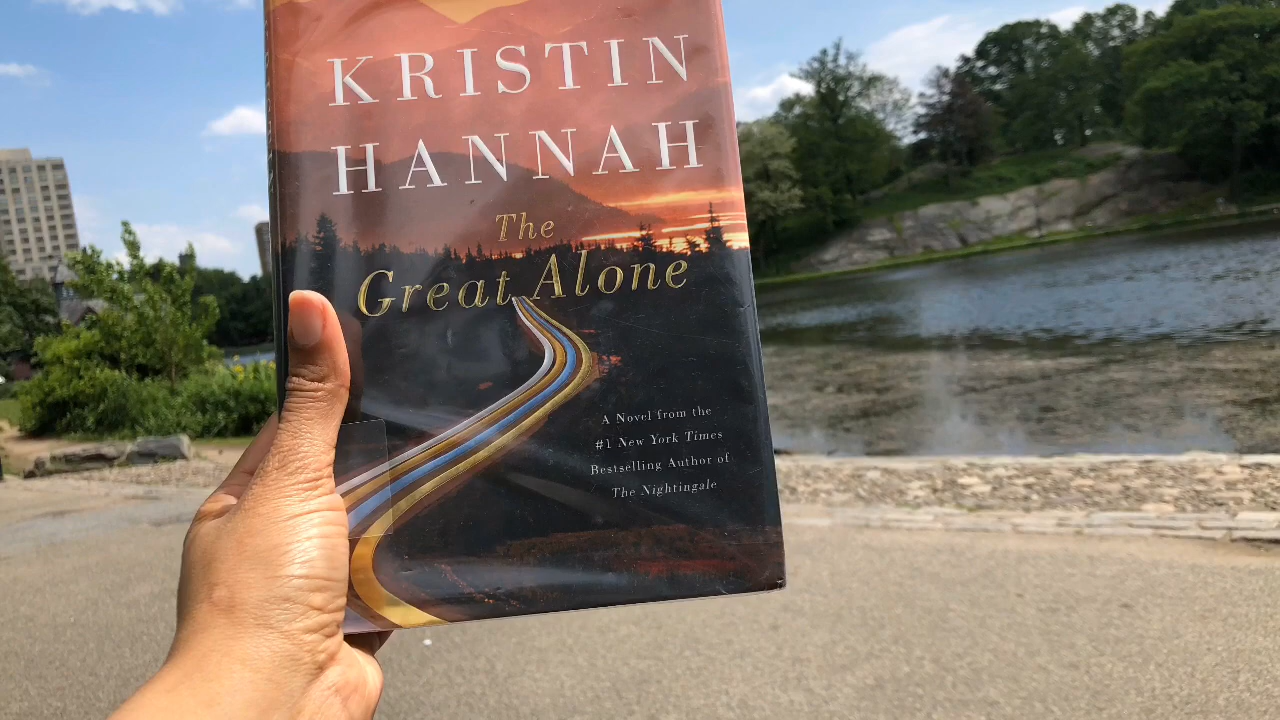 KRISTIN
HANNAH
The
Great Alone
A Novel from the
#1 New York Times
Bestselling Author of
The Nightingale